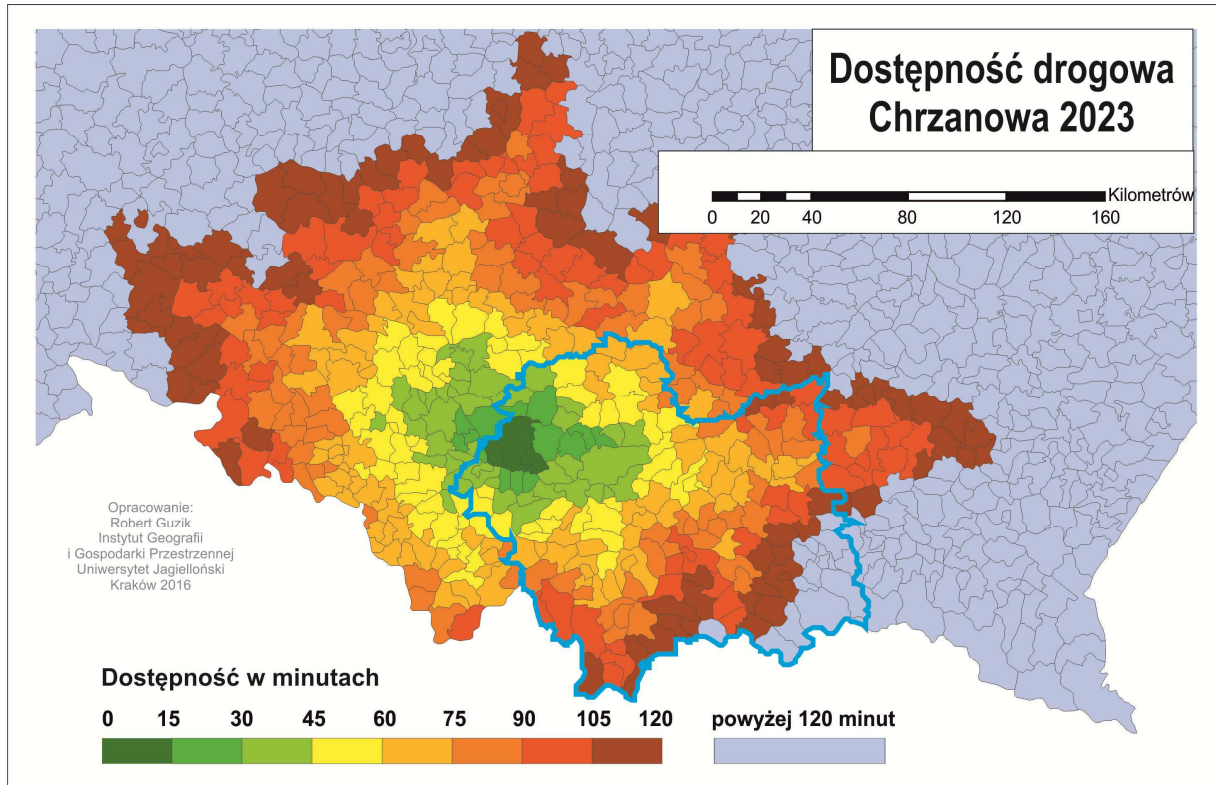 Dostępność drogowa
Chrzanowa 2023
Kilometrów
0 20 40 80 120 160
Opracowanie:
Robert Guzik
Instytut Geografii
i Gospodarki Przestrzennej
Uniwersytet Jagielloński
Kraków 2016
Dostępność w minutach
0 15 30 45 60 75 90 105 120
powyżej 120 minut